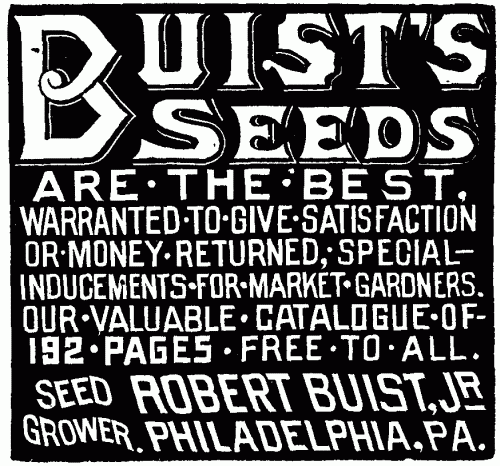 BUIST'S
SEEDS
ARE·THE·BEST.
WARRANTED·TO·GIVE·SATISFACTION
OR·MONEY·RETURNED,·SPECIAL–
INDUCEMENTS·FOR·MARKET·GARDNERS.
OUR·VALUABLE·CATALOGUE·OF-
192·PAGES·FREE·TO·ALL.
SEED GROWER. ROBERT BUIST, JR
PHILADELPHIA, PA.